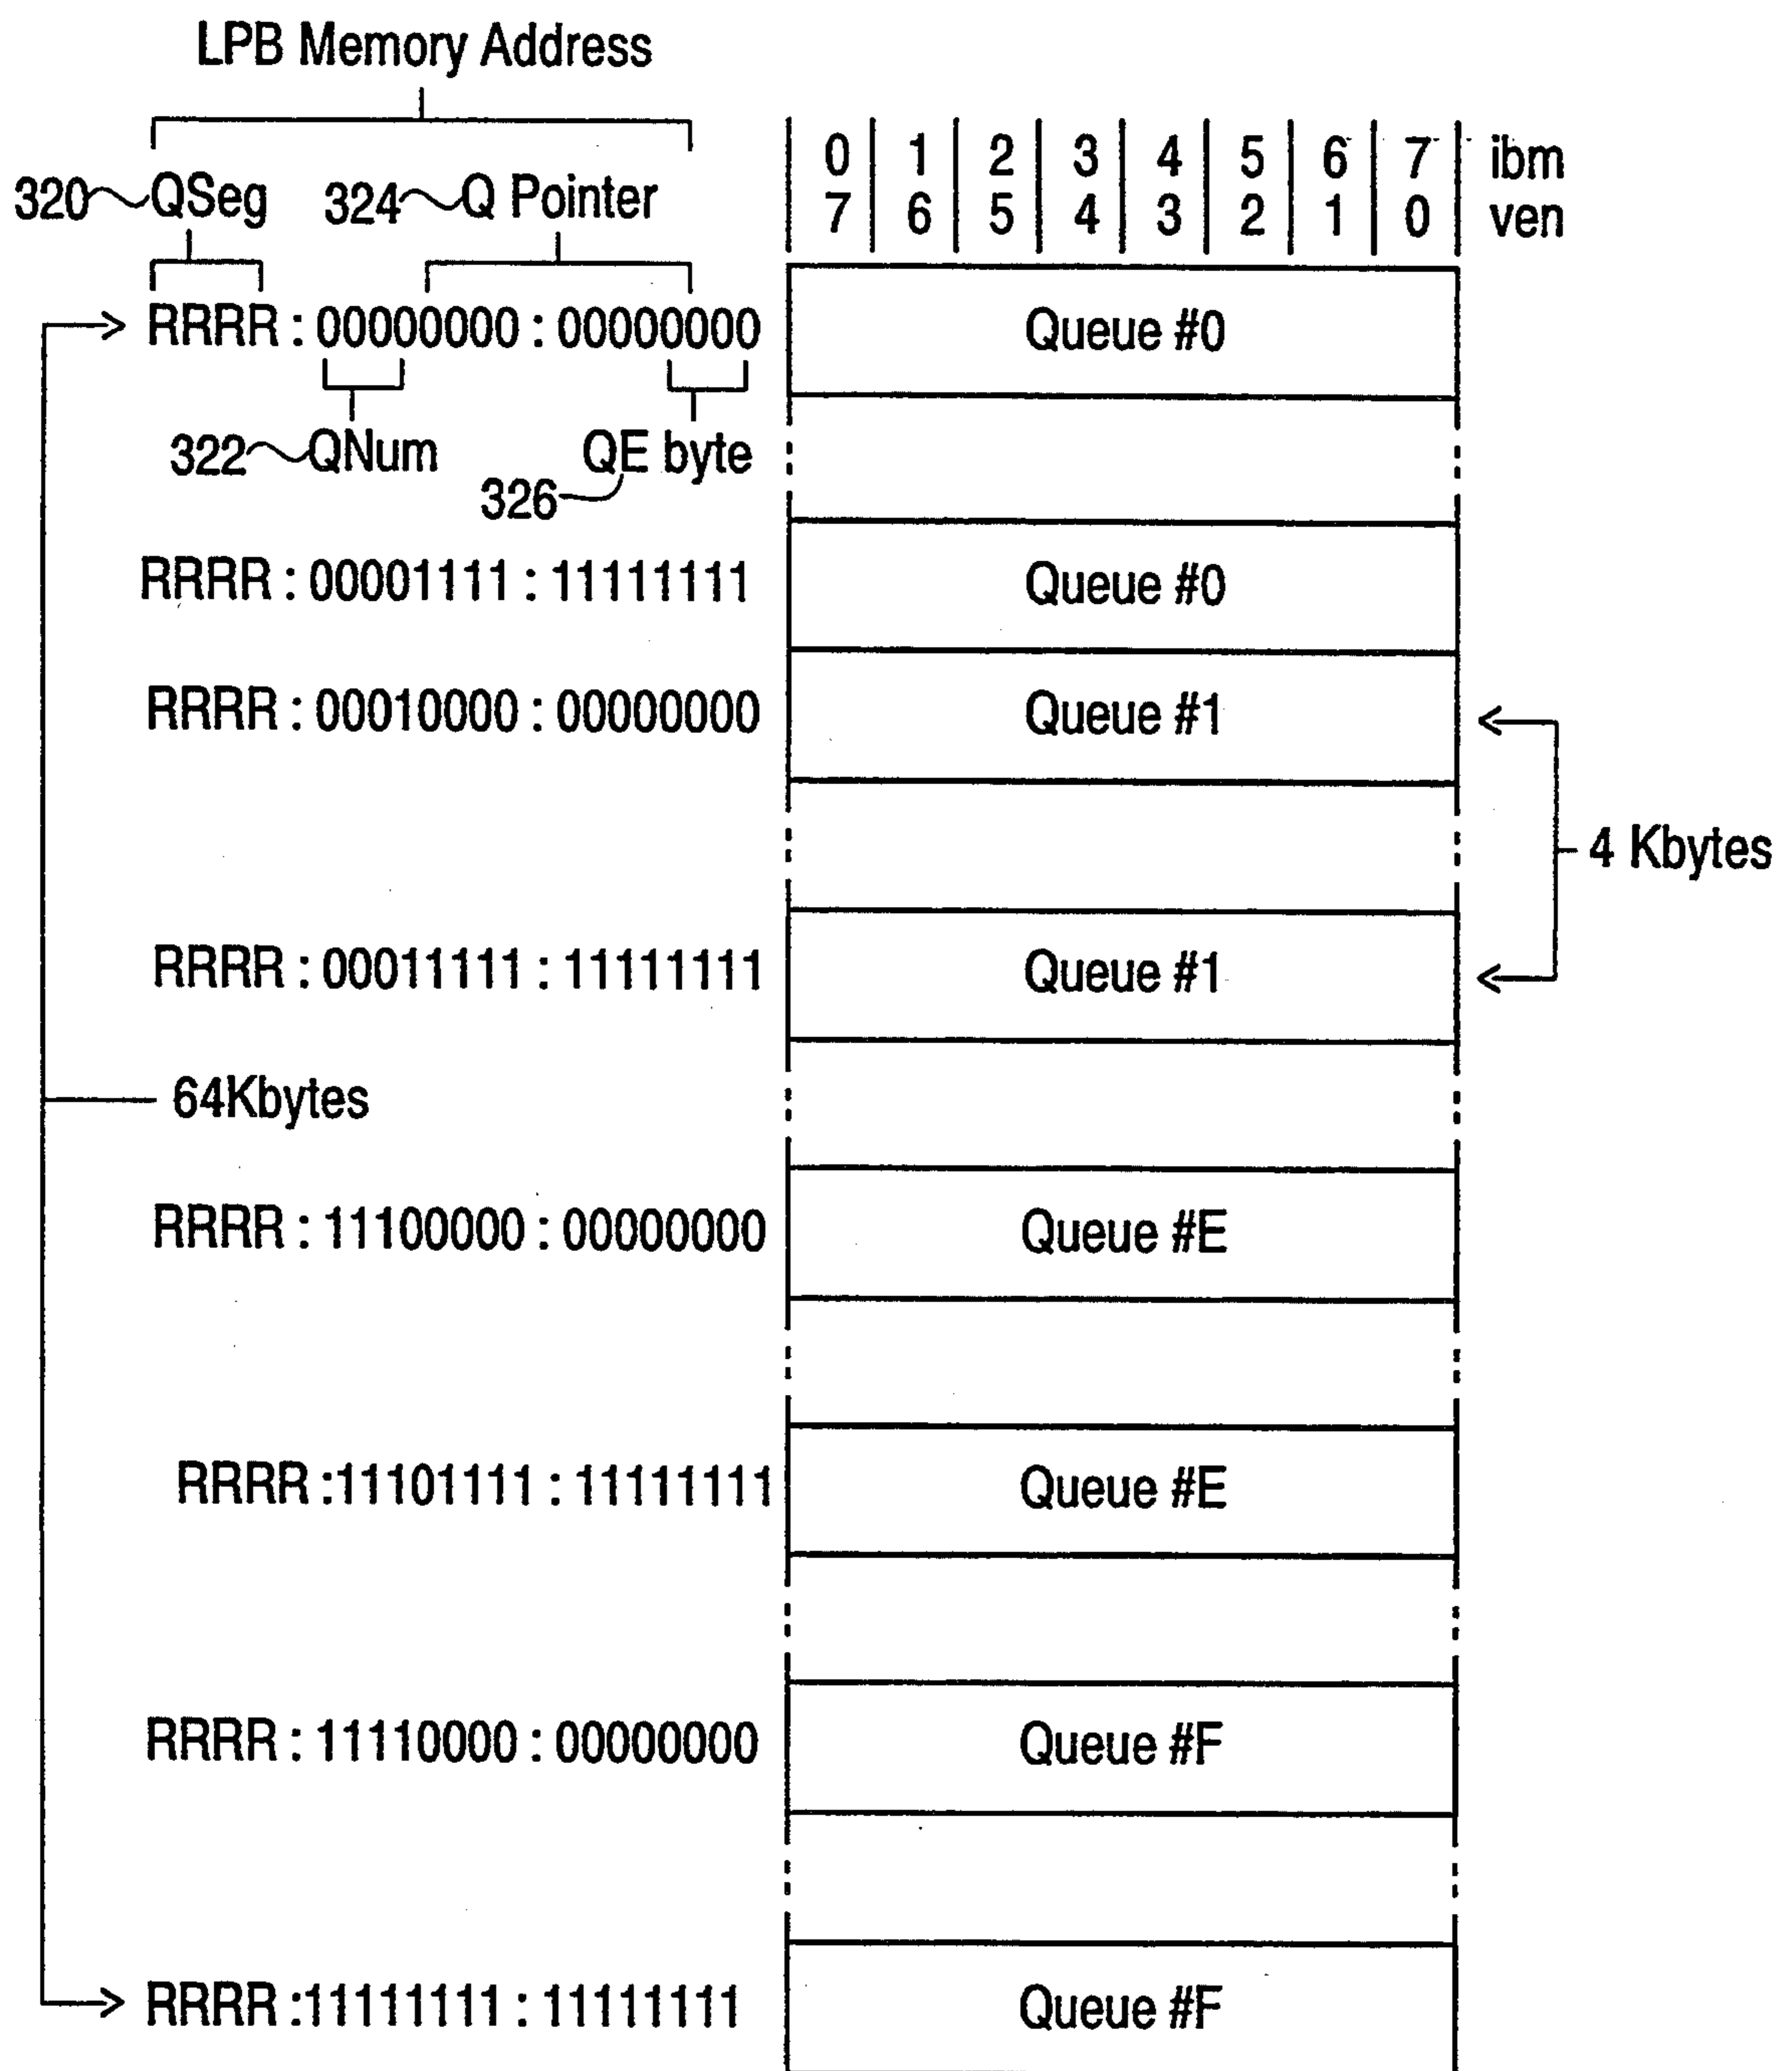 LPB Memory Address
0 1 2 3 4 5 6 7 ibm
320 QSeg 324 Q Pointer 7 6 5 4 3 2 1 0 ven
RRRR : 00000000 : 00000000 Queue #0
322 QNum QE byte
326
RRRR : 00001111 : 11111111 Queue #0
RRRR : 00010000 : 00000000 Queue #1
4 Kbytes
RRRR : 00011111 : 11111111 Queue #1
64Kbytes
RRRR : 11100000 : 00000000 Queue #E
RRRR :11101111 : 11111111 Queue #E
RRRR : 11110000 : 00000000 Queue #F
RRRR :11111111 : 11111111 Queue #F